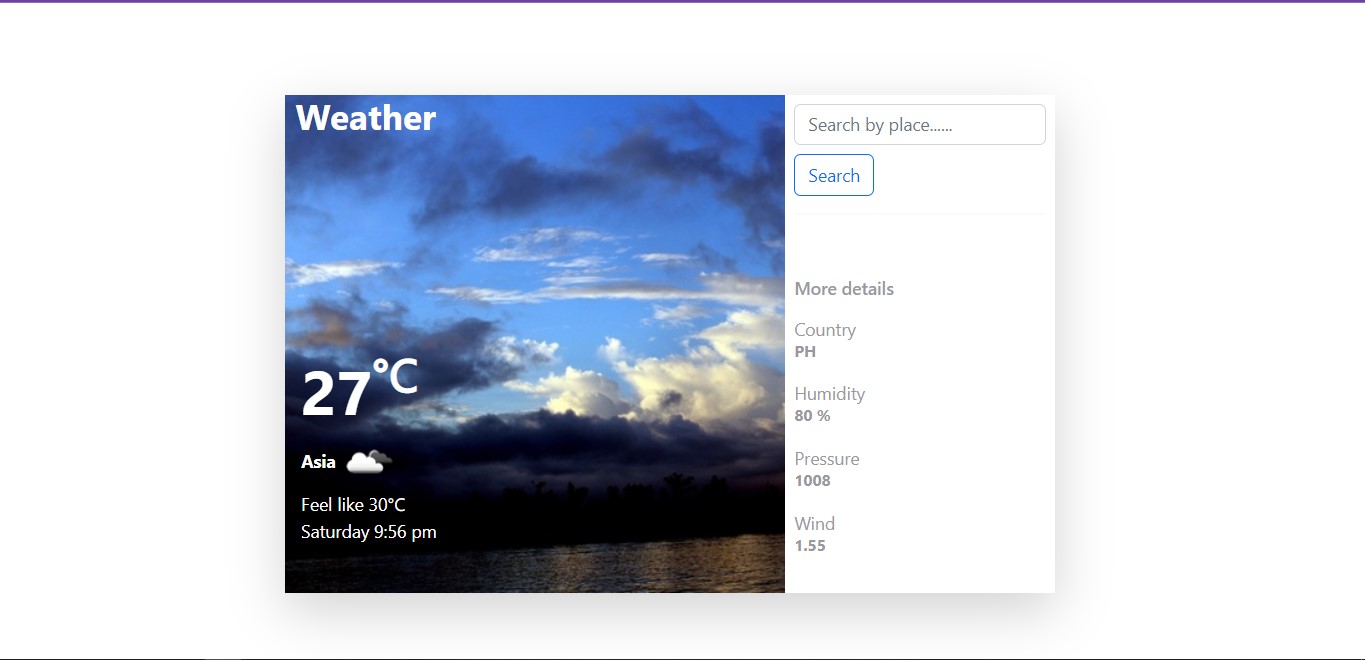 Weather
27°C
Asia
Feel like 30°C
Saturday 9:56 pm
Search by place......
Search
More details
Country
PH
Humidity
80 %
Pressure
1008
Wind
1.55